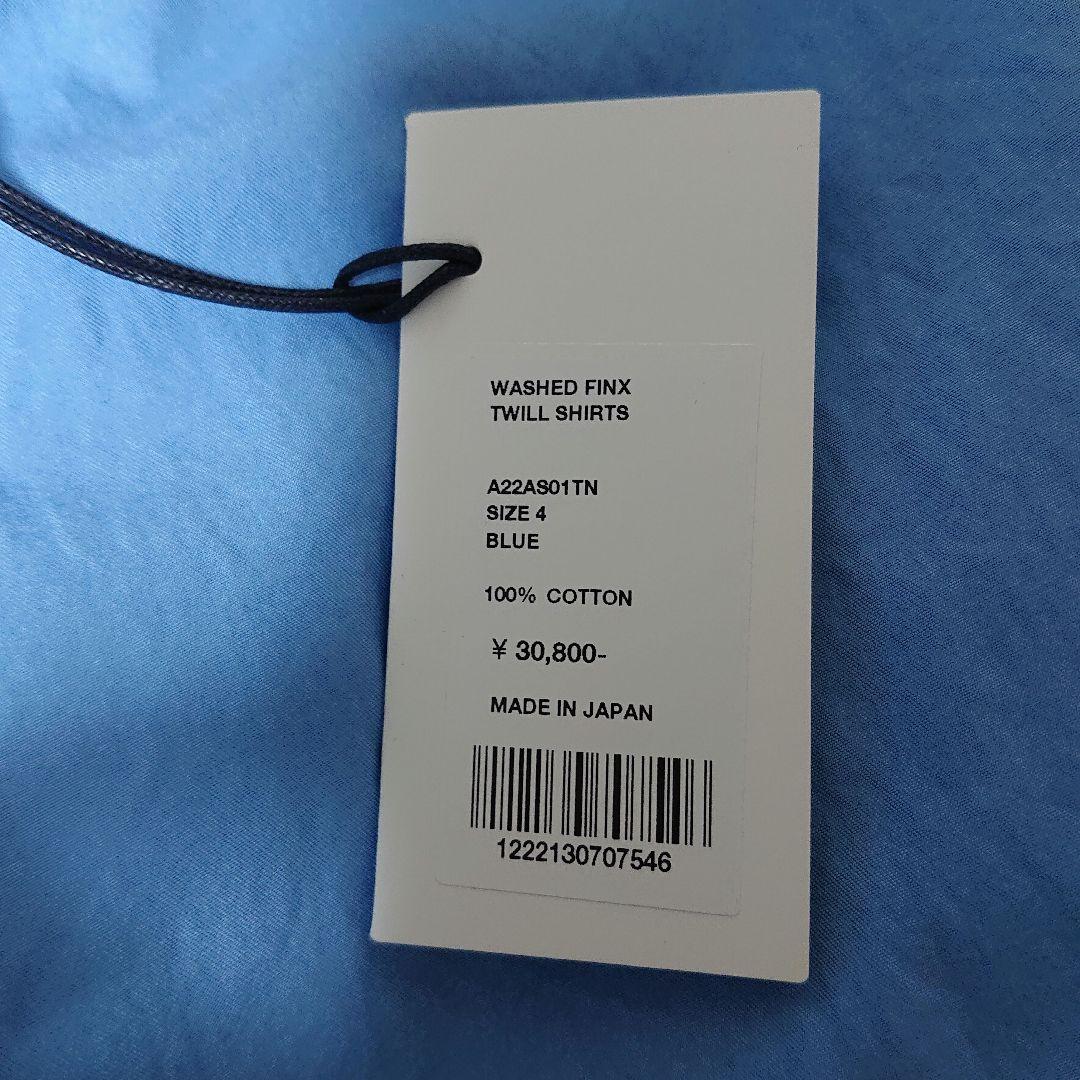 WASHED FINX
TWILL SHIRTS
A22AS01TN
SIZE 4
BLUE
100% COTTON
¥ 30,800-
MADE IN JAPAN
1222130707546